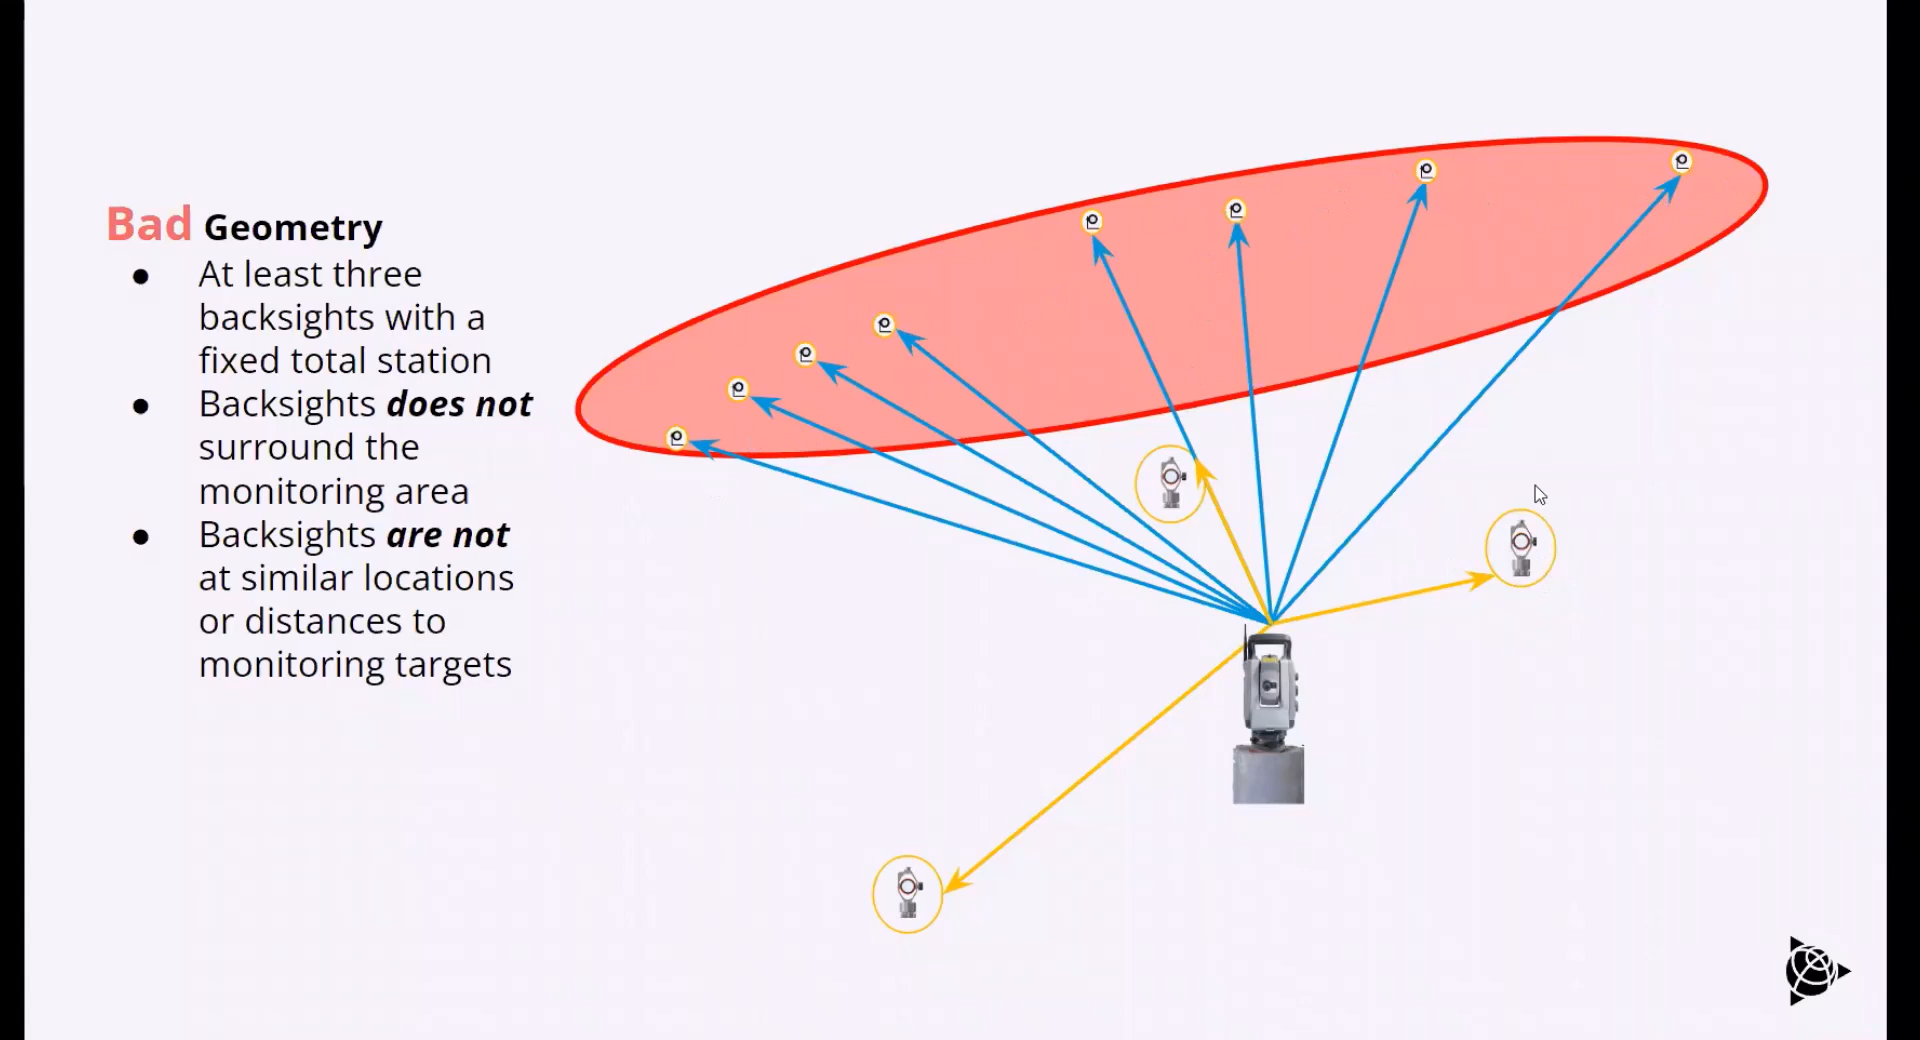 Bad Geometry
● At least three
backsights with a
fixed total station
● Backsights does not
surround the
monitoring area
● Backsights are not
at similar locations
or distances to
monitoring targets